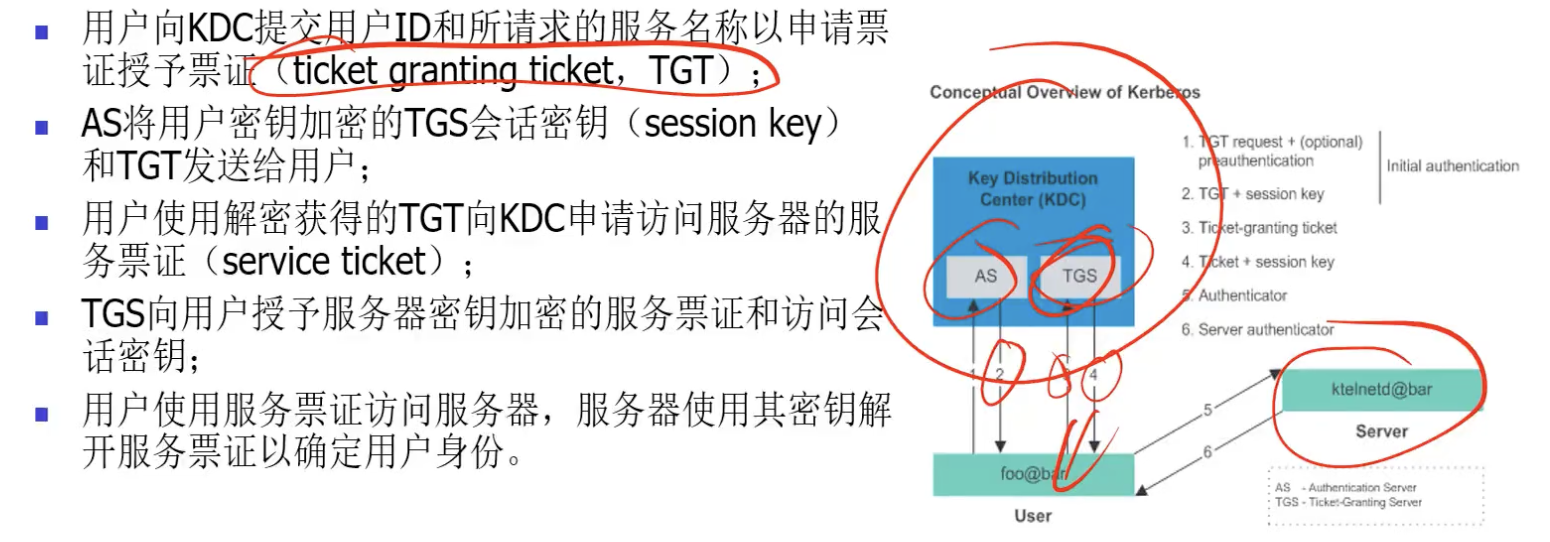 用户向KDC提交用户ID和所请求的服务名称以申请票
证授予票证（ticket granting ticket，TGT）；
AS将用户密钥加密的TGS会话密钥（session key）
和TGT发送给用户；
用户使用解密获得的TGT向KDC申请访问服务器的服
务票证（service ticket）；
TGS向用户授予服务器密钥加密的服务票证和访问会
话密钥；
用户使用服务票证访问服务器，服务器使用其密钥解
开服务票证以确定用户身份。
Conceptual Overview of Kerberos
1. TGT request + (optional)
preauthentication
2. TGT + session key
Initial authentication
3. Ticket-granting ticket
4. Ticket + session key
5. Authenticator
6. Server authenticator
Key Distribution
Center (KDC)
AS
TGS
1
2
3
4
5
6
ktelnetd@bar
Server
foo@bar
User
AS - Authentication Server
TGS - Ticket-Granting Server